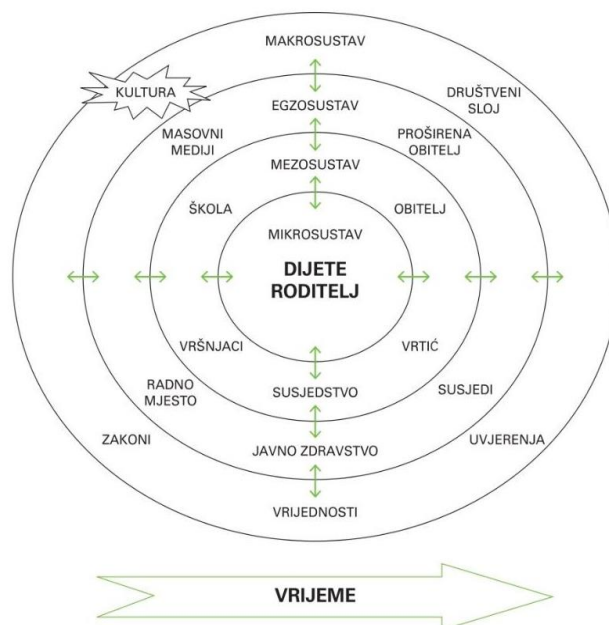 MAKROSUSTAV
KULTURA
DRUŠTVENI
SLOJ
EGZOSUSTAV
MASOVNI
MEDIJI
PROŠIRENA
OBITELJ
MEZOSUSTAV
ŠKOLA
OBITELJ
MIKROSUSTAV
DIJETE
RODITELJ
VRŠNJACI
VRTIĆ
RADNO
MJESTO
SUSJEDSTVO
SUSJEDI
ZAKONI
JAVNO ZDRAVSTVO
UVJERENJA
VRIJEDNOSTI
VRIJEME